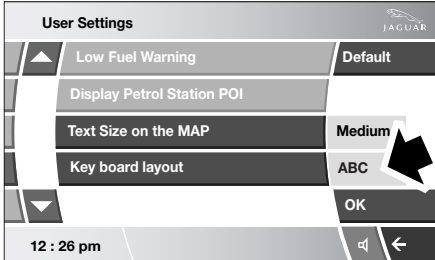 User Settings
JAGUAR
Low Fuel Warning
Default
Display Petrol Station POI
Text Size on the MAP
Medium
Key board layout
ABC
OK
12 : 26 pm